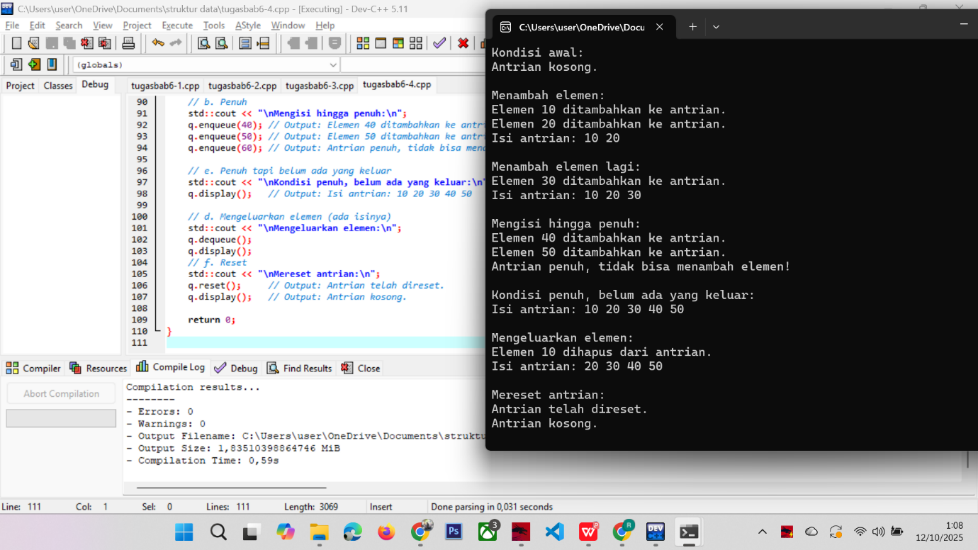 C:\Users\user\OneDrive\Documents\struktur data\tugasbab6-4.cpp - [Executing] - Dev-C++ 5.11
File Edit Search View Project Execute Tools AStyle Window Help
(globals)
Project Classes Debug
tugasbab6-1.cpp tugasbab6-2.cpp tugasbab6-3.cpp tugasbab6-4.cpp
90 // b. Penuh
91 std::cout << "\nMengisi hingga penuh:\n";
92 q.enqueue(40); // Output: Elemen 40 ditambahkan ke antr
93 q.enqueue(50); // Output: Elemen 50 ditambahkan ke antr
94 q.enqueue(60); // Output: Antrian penuh, tidak bisa men
95
96 // e. Penuh tapi belum ada yang keluar
97 std::cout << "\nKondisi penuh, belum ada yang keluar:\n"
98 q.display(); // Output: Isi antrian: 10 20 30 40 50
99
100 // d. Mengeluarkan elemen (ada isinya)
101 std::cout << "\nMengeluarkan elemen:\n";
102 q.dequeue();
103 q.display();
104 // f. Reset
105 std::cout << "\nMereset antrian:\n";
106 q.reset(); // Output: Antrian telah direset.
107 q.display(); // Output: Antrian kosong.
108
109 return 0;
110 }
111
Compiler Resources Compile Log Debug Find Results Close
Abort Compilation
Compilation results...
--------
- Errors: 0
- Warnings: 0
- Output Filename: C:\Users\user\OneDrive\Documents\struktu
- Output Size: 1,83510398864746 MiB
- Compilation Time: 0,59s
Line: 111 Col: 1 Sel: 0 Lines: 111 Length: 3069 Insert Done parsing in 0,031 seconds
C:\Users\user\OneDrive\Docu
Kondisi awal:
Antrian kosong.
Menambah elemen:
Elemen 10 ditambahkan ke antrian.
Elemen 20 ditambahkan ke antrian.
Isi antrian: 10 20
Menambah elemen lagi:
Elemen 30 ditambahkan ke antrian.
Isi antrian: 10 20 30
Mengisi hingga penuh:
Elemen 40 ditambahkan ke antrian.
Elemen 50 ditambahkan ke antrian.
Antrian penuh, tidak bisa menambah elemen!
Kondisi penuh, belum ada yang keluar:
Isi antrian: 10 20 30 40 50
Mengeluarkan elemen:
Elemen 10 dihapus dari antrian.
Isi antrian: 20 30 40 50
Mereset antrian:
Antrian telah direset.
Antrian kosong.
1:08
12/10/2025